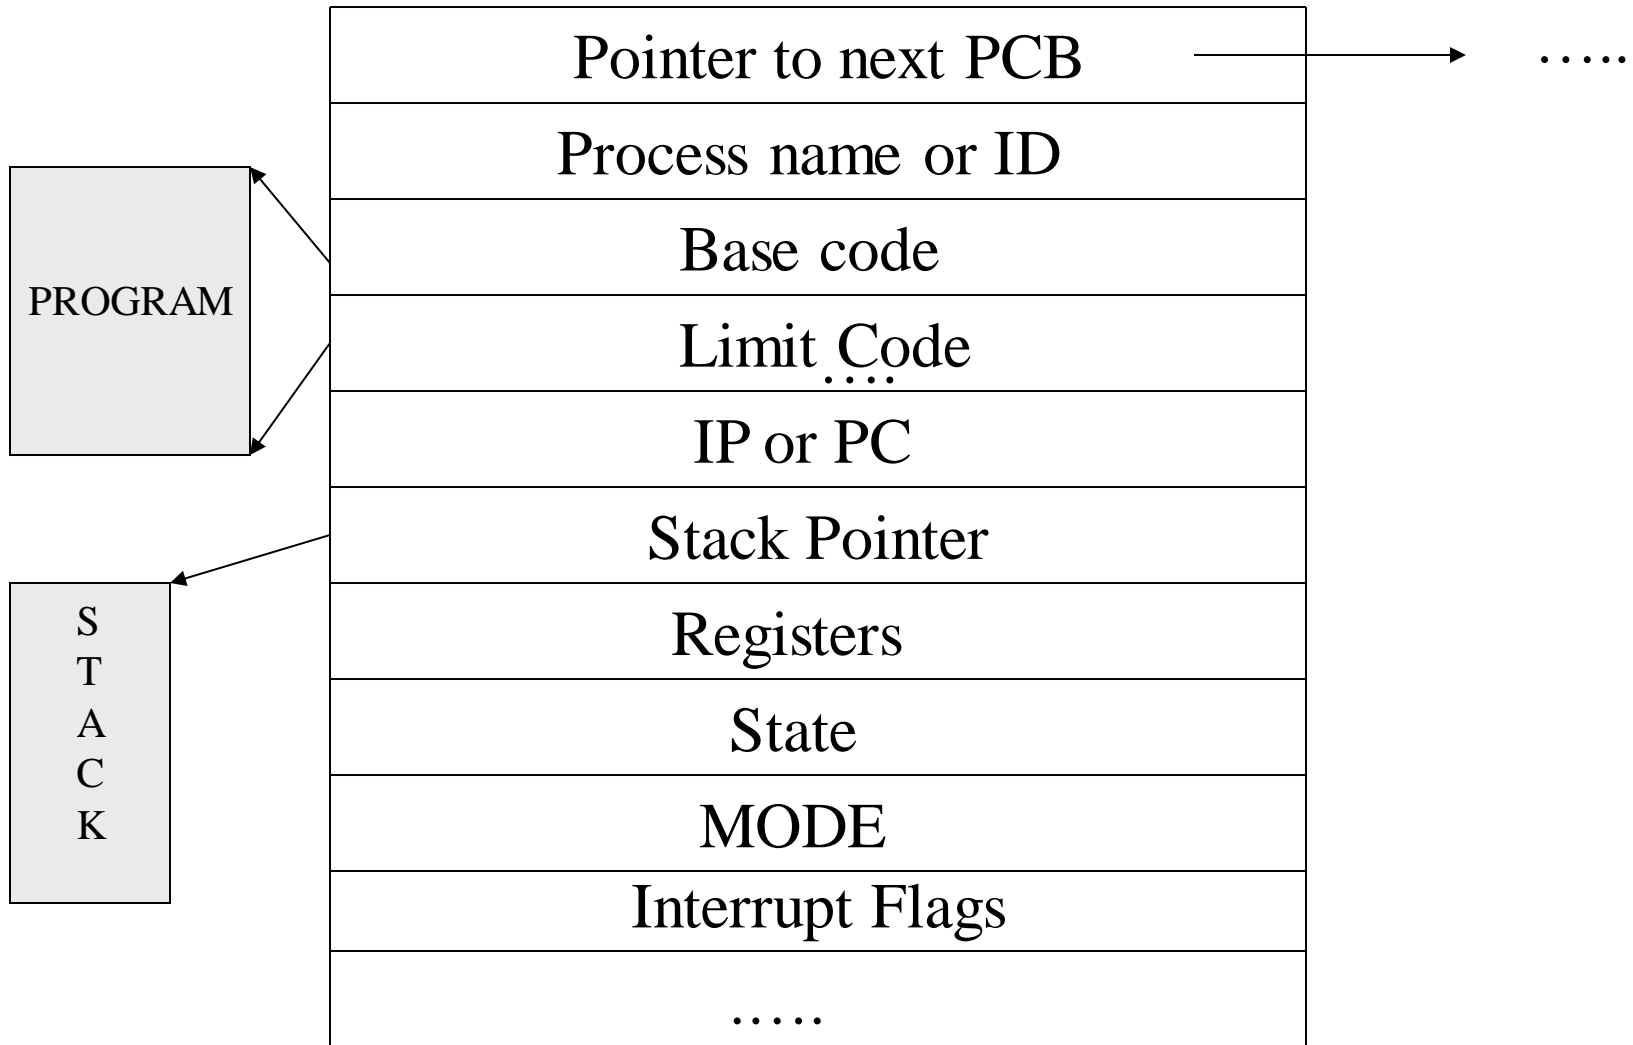 Pointer to next PCB
…..
Process name or ID
Base code
Limit Code
….
IP or PC
Stack Pointer
Registers
State
MODE
Interrupt Flags
…..
PROGRAM
S
T
A
C
K